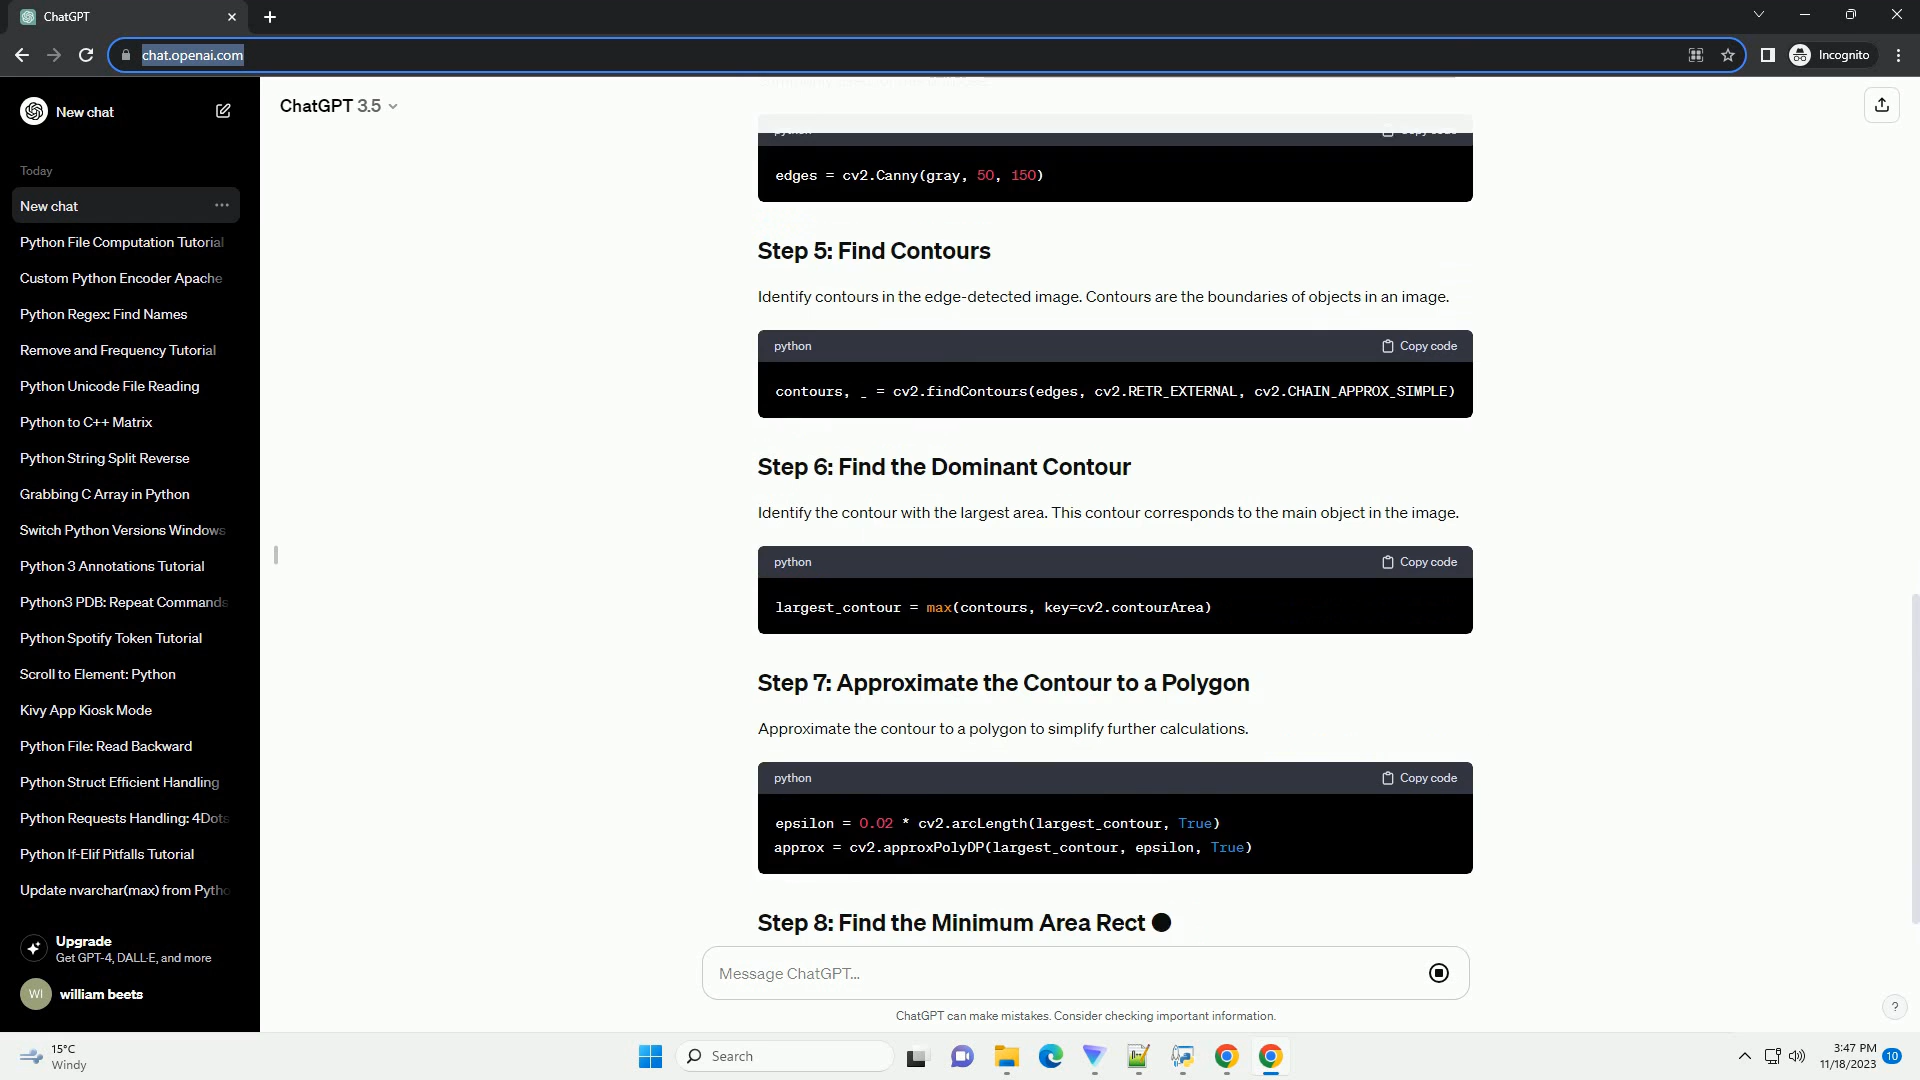 ChatGPT
chat.openai.com
Incognito
New chat
Today
New chat
Python File Computation Tutorial
Custom Python Encoder Apache
Python Regex: Find Names
Remove and Frequency Tutorial
Python Unicode File Reading
Python to C++ Matrix
Python String Split Reverse
Grabbing C Array in Python
Switch Python Versions Windows
Python 3 Annotations Tutorial
Python3 PDB: Repeat Commands
Python Spotify Token Tutorial
Scroll to Element: Python
Kivy App Kiosk Mode
Python File: Read Backward
Python Struct Efficient Handling
Python Requests Handling: 4Dots
Python If-Elif Pitfalls Tutorial
Update nvarchar(max) from Pytho
Upgrade
Get GPT-4, DALL·E, and more
WI william beets
ChatGPT 3.5
python Copy code
edges = cv2.Canny(gray, 50, 150)
Step 5: Find Contours
Identify contours in the edge-detected image. Contours are the boundaries of objects in an image.
python Copy code
contours, _ = cv2.findContours(edges, cv2.RETR_EXTERNAL, cv2.CHAIN_APPROX_SIMPLE)
Step 6: Find the Dominant Contour
Identify the contour with the largest area. This contour corresponds to the main object in the image.
python Copy code
largest_contour = max(contours, key=cv2.contourArea)
Step 7: Approximate the Contour to a Polygon
Approximate the contour to a polygon to simplify further calculations.
python Copy code
epsilon = 0.02 * cv2.arcLength(largest_contour, True)
approx = cv2.approxPolyDP(largest_contour, epsilon, True)
Step 8: Find the Minimum Area Rect
Message ChatGPT...
ChatGPT can make mistakes. Consider checking important information.
?
15°C
Windy
Search
3:47 PM
11/18/2023
10